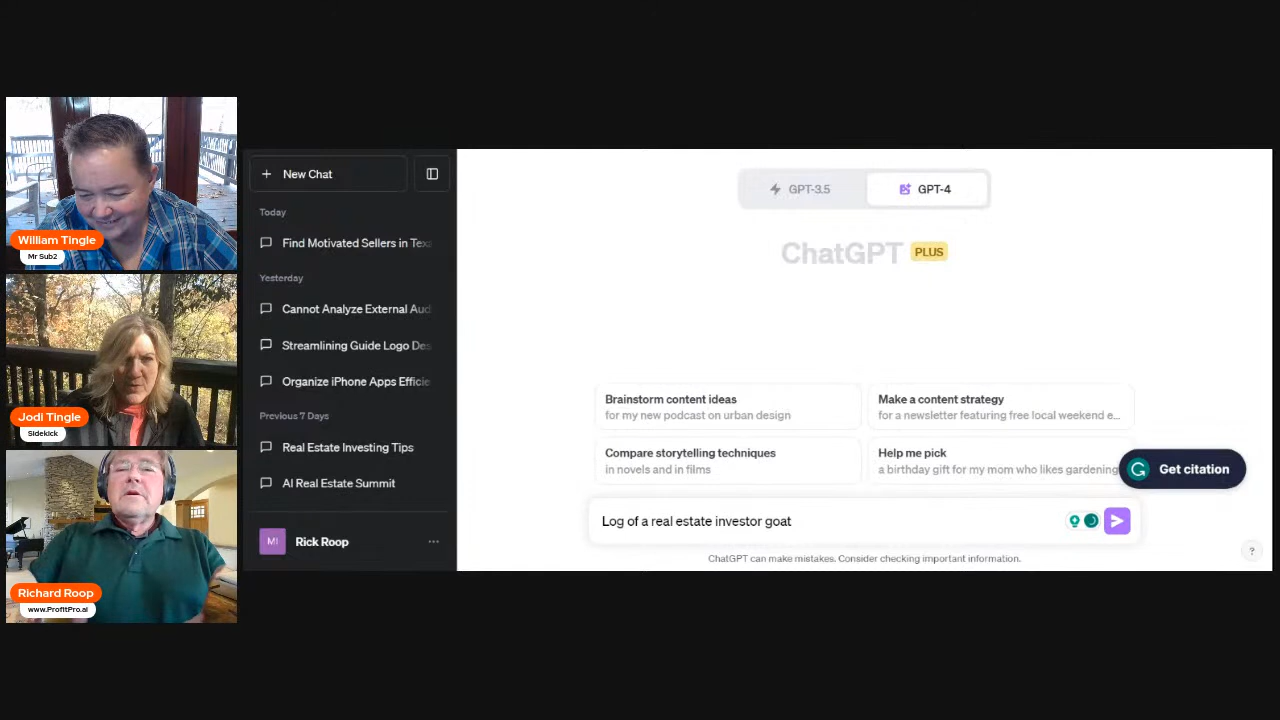 William Tingle
Mr Sub2
Jodi Tingle
Sidekick
Richard Roop
www.ProfitPro.ai
New Chat
Today
Find Motivated Sellers in Texa
Yesterday
Cannot Analyze External Aud
Streamlining Guide Logo Des
Organize iPhone Apps Efficie
Previous 7 Days
Real Estate Investing Tips
AI Real Estate Summit
MI
Rick Roop
GPT-3.5
GPT-4
ChatGPT PLUS
Brainstorm content ideas
for my new podcast on urban design
Make a content strategy
for a newsletter featuring free local weekend e...
Compare storytelling techniques
in novels and in films
Help me pick
a birthday gift for my mom who likes gardening
Get citation
Log of a real estate investor goat
ChatGPT can make mistakes. Consider checking important information.
?